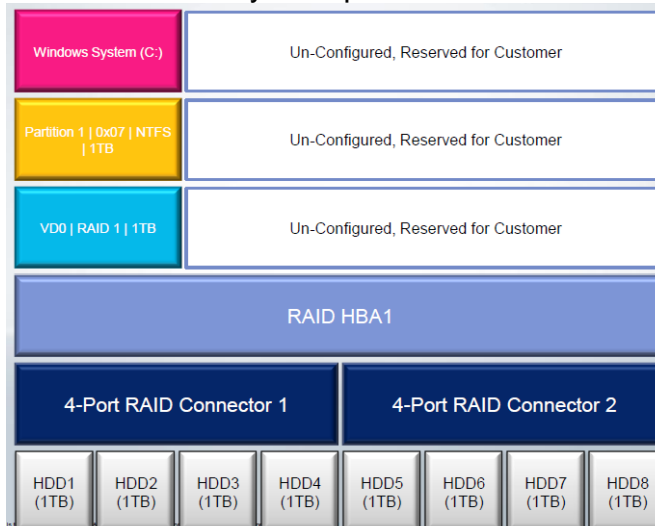 Windows System (C:)
Un-Configured, Reserved for Customer
Partition 1 | 0x07 | NTFS
| 1TB
Un-Configured, Reserved for Customer
VD0 | RAID 1 | 1TB
Un-Configured, Reserved for Customer
RAID HBA1
4-Port RAID Connector 1
4-Port RAID Connector 2
HDD1
(1TB)
HDD2
(1TB)
HDD3
(1TB)
HDD4
(1TB)
HDD5
(1TB)
HDD6
(1TB)
HDD7
(1TB)
HDD8
(1TB)